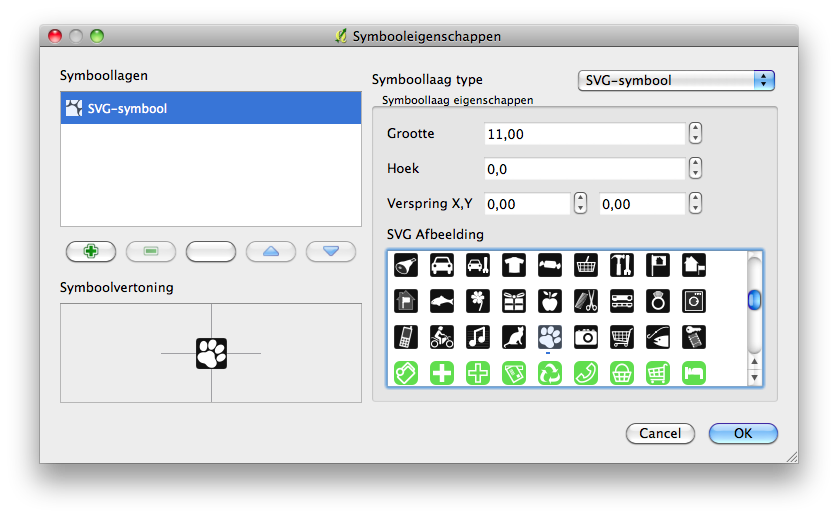 Symbooleigenschappen
Symboollagen
SVG-symbool
Symboolvertoning
Symboollaag type
SVG-symbool
Symboollaag eigenschappen
Grootte
11,00
Hoek
0,0
Verspring X,Y
0,00
0,00
SVG Afbeelding
Cancel
OK